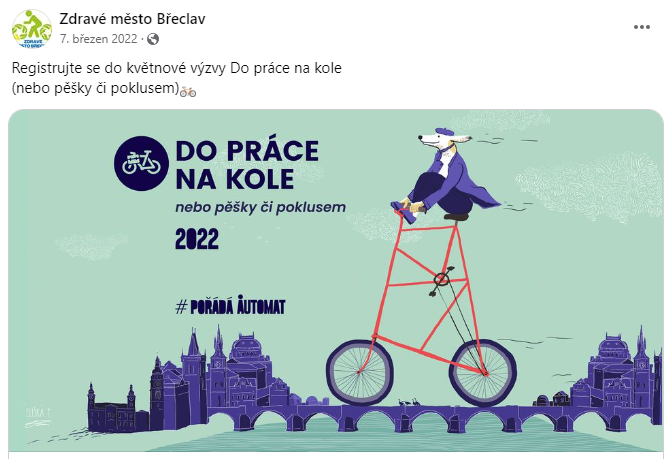 Zdravé město Břeclav
7. březen 2022 ·
Registrujte se do květnové výzvy Do práce na kole
(nebo pěšky či poklusem)
DO PRÁCE
NA KOLE
nebo pěšky či poklusem
2022
# POŘÁDÁ AUTOMAT